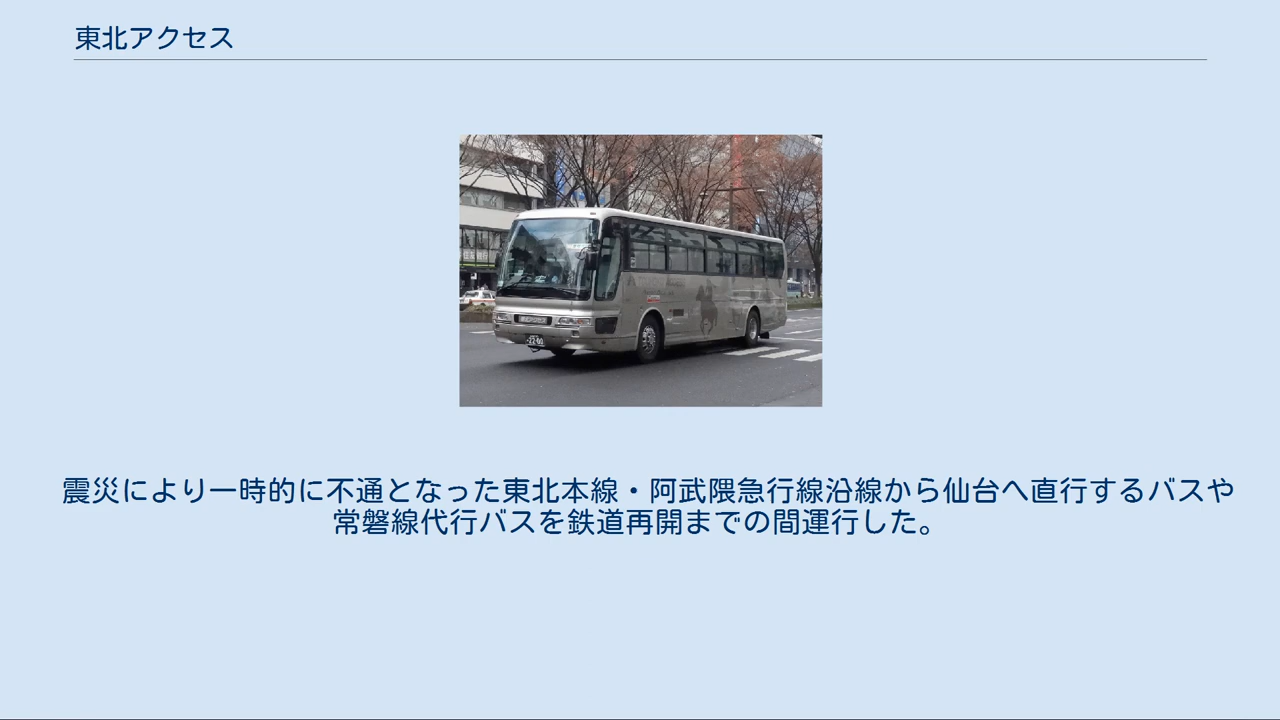 東北アクセス
震災により一時的に不通となった東北本線・阿武隈急行線沿線から仙台へ直行するバスや
常磐線代行バスを鉄道再開までの間運行した。